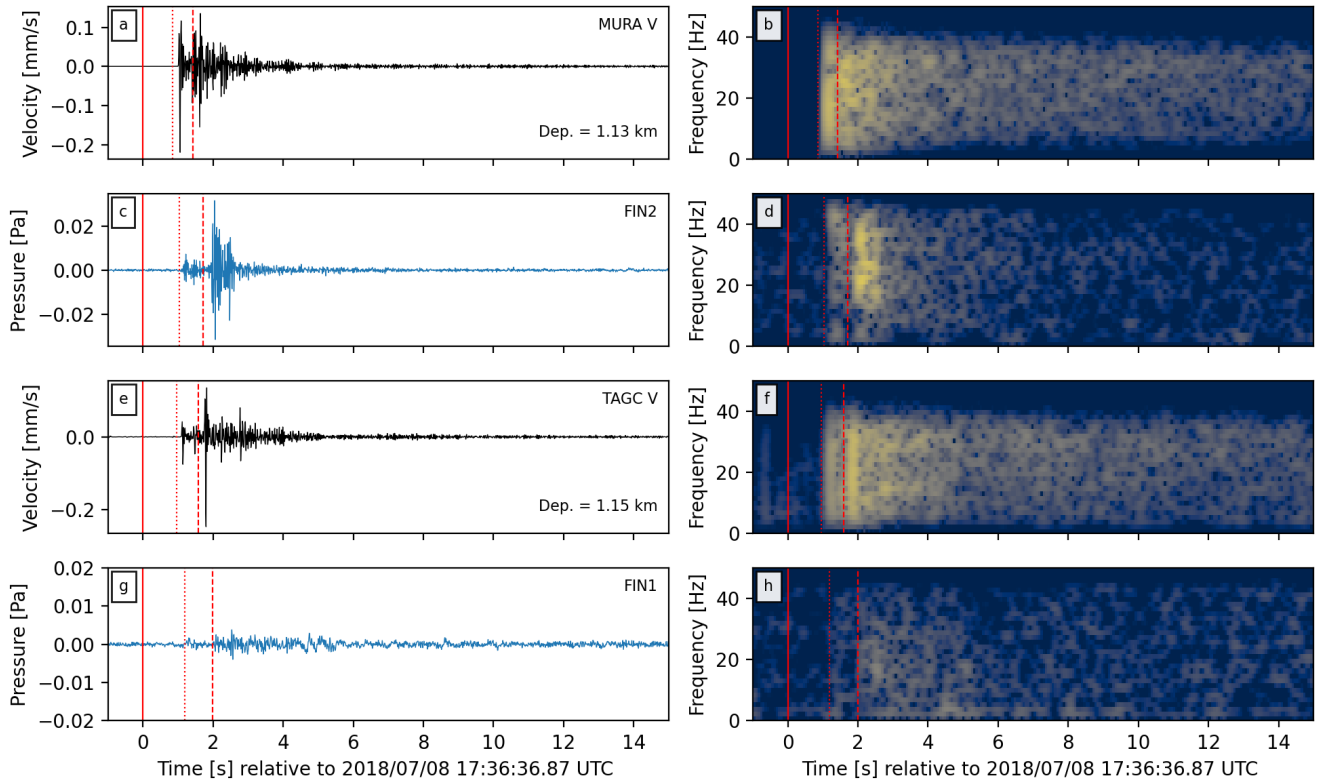 a
MURA V
Dep. = 1.13 km
Velocity [mm/s]
0.1
0.0
−0.1
−0.2
b
Frequency [Hz]
40
20
0
c
FIN2
Pressure [Pa]
0.02
0.00
−0.02
d
Frequency [Hz]
40
20
0
e
TAGC V
Dep. = 1.15 km
Velocity [mm/s]
0.0
−0.2
f
Frequency [Hz]
40
20
0
g
FIN1
Pressure [Pa]
0.02
0.01
0.00
−0.01
−0.02
0 2 4 6 8 10 12 14
Time [s] relative to 2018/07/08 17:36:36.87 UTC
h
Frequency [Hz]
40
20
0
0 2 4 6 8 10 12 14
Time [s] relative to 2018/07/08 17:36:36.87 UTC